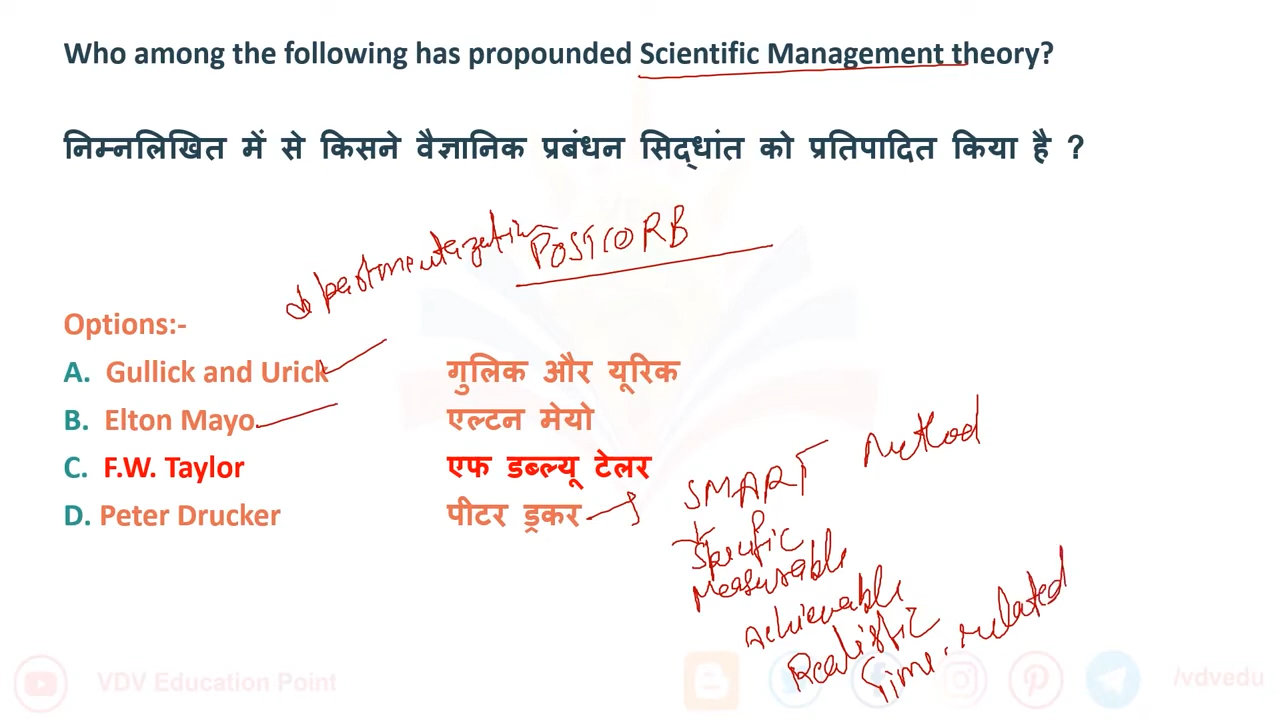 Who among the following has propounded Scientific Management theory?
निम्नलिखित में से किसने वैज्ञानिक प्रबंधन सिद्धांत को प्रतिपादित किया है ?
departmentization POSTCORB
Options:-
A. Gullick and Urick गुलिक और यूरिक
B. Elton Mayo एल्टन मेयो
C. F.W. Taylor एफ डब्ल्यू टेलर
D. Peter Drucker पीटर ड्रकर
SMART Method
Specific
Measurable
Achievable
Realistic
Time-related
VDV Education Point
/vdvedu